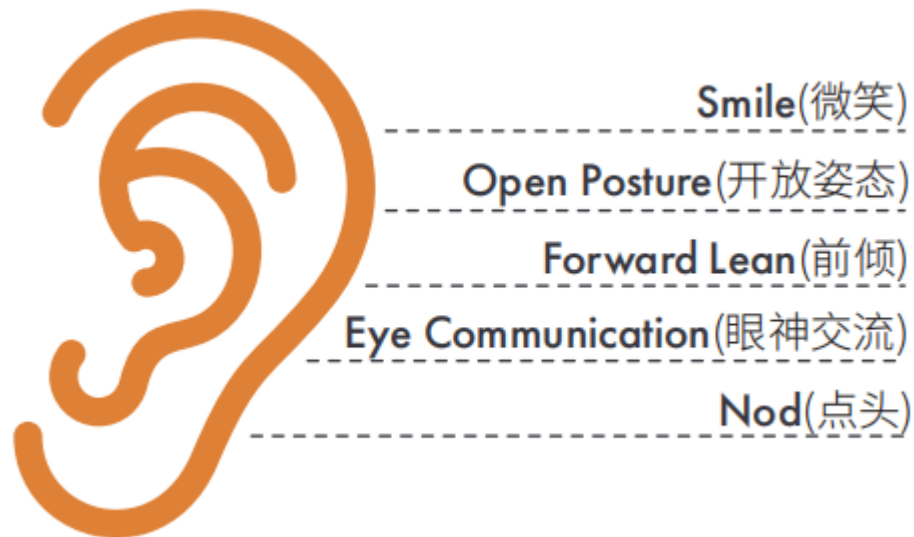 Smile(微笑)
Open Posture(开放姿态)
Forward Lean(前倾)
Eye Communication(眼神交流)
Nod(点头)